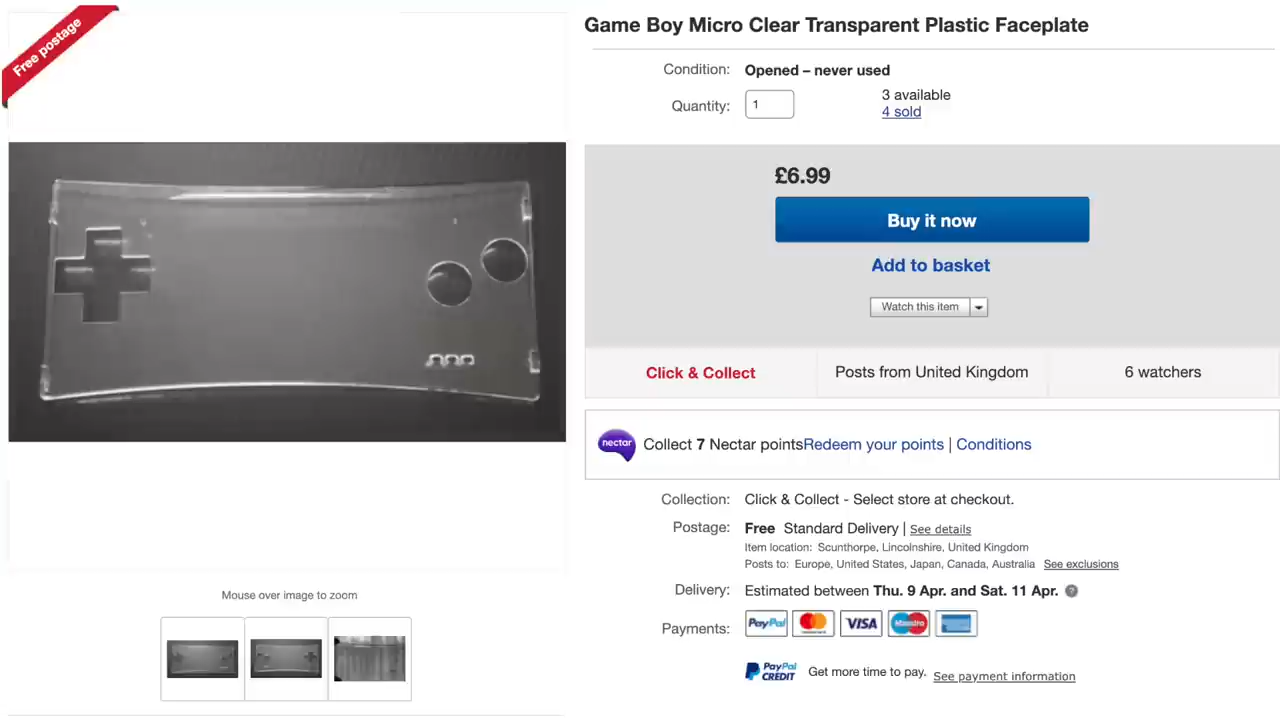 Free postage
Game Boy Micro Clear Transparent Plastic Faceplate
Condition: Opened – never used
Quantity: 1 3 available
4 sold
£6.99
Buy it now
Add to basket
Watch this item
Click & Collect Posts from United Kingdom 6 watchers
nectar Collect 7 Nectar pointsRedeem your points | Conditions
Collection: Click & Collect - Select store at checkout.
Postage: Free Standard Delivery | See details
Item location: Scunthorpe, Lincolnshire, United Kingdom
Posts to: Europe, United States, Japan, Canada, Australia See exclusions
Delivery: Estimated between Thu. 9 Apr. and Sat. 11 Apr. ?
Payments: PayPal VISA Maestro
PayPal CREDIT Get more time to pay. See payment information
Mouse over image to zoom